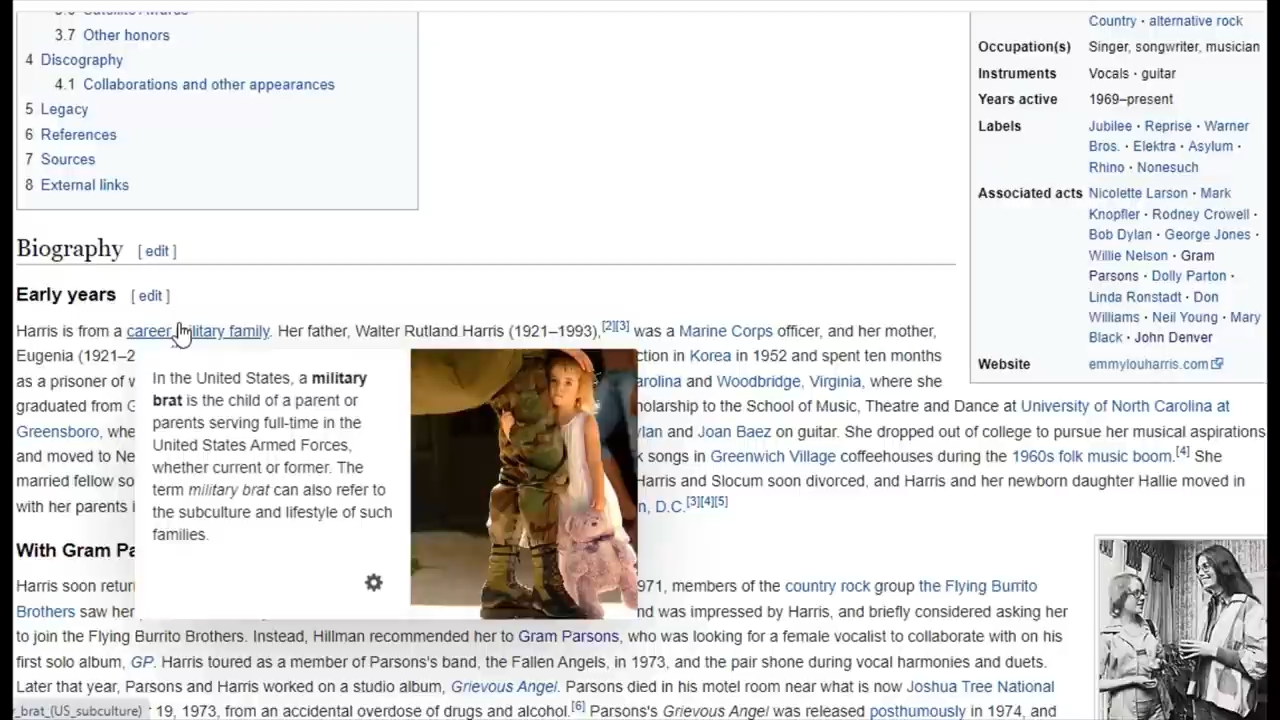 3.7 Other honors
4 Discography
4.1 Collaborations and other appearances
5 Legacy
6 References
7 Sources
8 External links
Country · alternative rock
Occupation(s) Singer, songwriter, musician
Instruments Vocals · guitar
Years active 1969–present
Labels Jubilee · Reprise · Warner
Bros. · Elektra · Asylum ·
Rhino · Nonesuch
Associated acts Nicolette Larson · Mark
Knopfler · Rodney Crowell ·
Bob Dylan · George Jones ·
Willie Nelson · Gram
Parsons · Dolly Parton ·
Linda Ronstadt · Don
Williams · Neil Young · Mary
Black · John Denver
Website emmylouharris.com
Biography [ edit ]
Early years [ edit ]
Harris is from a career military family. Her father, Walter Rutland Harris (1921–1993),[2][3] was a Marine Corps officer, and her mother,
Eugenia (1921–2 ction in Korea in 1952 and spent ten months
as a prisoner of w arolina and Woodbridge, Virginia, where she
graduated from G holarship to the School of Music, Theatre and Dance at University of North Carolina at
Greensboro, whe lan and Joan Baez on guitar. She dropped out of college to pursue her musical aspirations
and moved to Ne k songs in Greenwich Village coffeehouses during the 1960s folk music boom.[4] She
married fellow so Harris and Slocum soon divorced, and Harris and her newborn daughter Hallie moved in
with her parents i n, D.C.[3][4][5]
In the United States, a military
brat is the child of a parent or
parents serving full-time in the
United States Armed Forces,
whether current or former. The
term military brat can also refer to
the subculture and lifestyle of such
families.
With Gram Pa
Harris soon retur 971, members of the country rock group the Flying Burrito
Brothers saw her nd was impressed by Harris, and briefly considered asking her
to join the Flying Burrito Brothers. Instead, Hillman recommended her to Gram Parsons, who was looking for a female vocalist to collaborate with on his
first solo album, GP. Harris toured as a member of Parsons's band, the Fallen Angels, in 1973, and the pair shone during vocal harmonies and duets.
Later that year, Parsons and Harris worked on a studio album, Grievous Angel. Parsons died in his motel room near what is now Joshua Tree National
r_brat_(US_subculture) 19, 1973, from an accidental overdose of drugs and alcohol.[6] Parsons's Grievous Angel was released posthumously in 1974, and